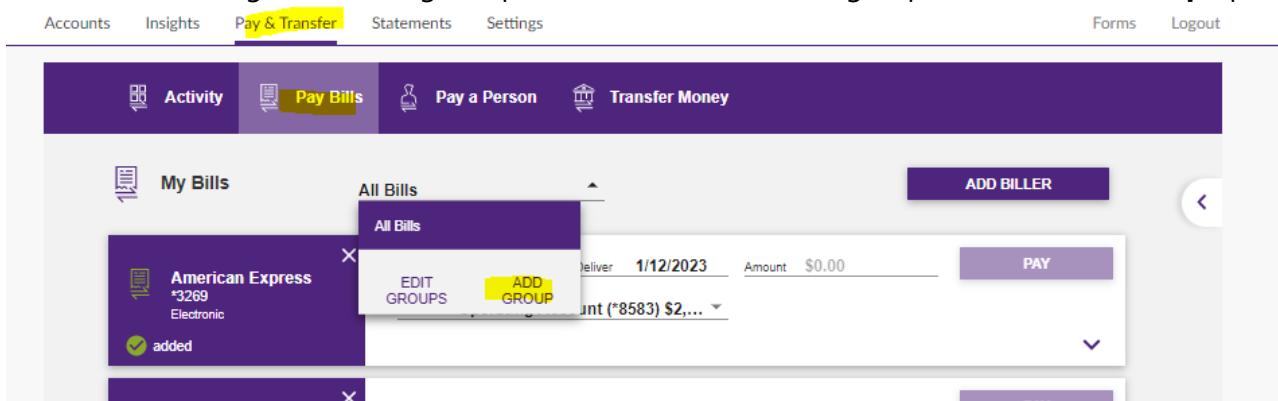 Accounts Insights Pay & Transfer Statements Settings Forms Logout
Activity Pay Bills Pay a Person Transfer Money
My Bills All Bills ADD BILLER
All Bills
American Express Deliver 1/12/2023 Amount $0.00 PAY
*3269 EDIT GROUPS ADD GROUP
Electronic (*8583) $2,...
added